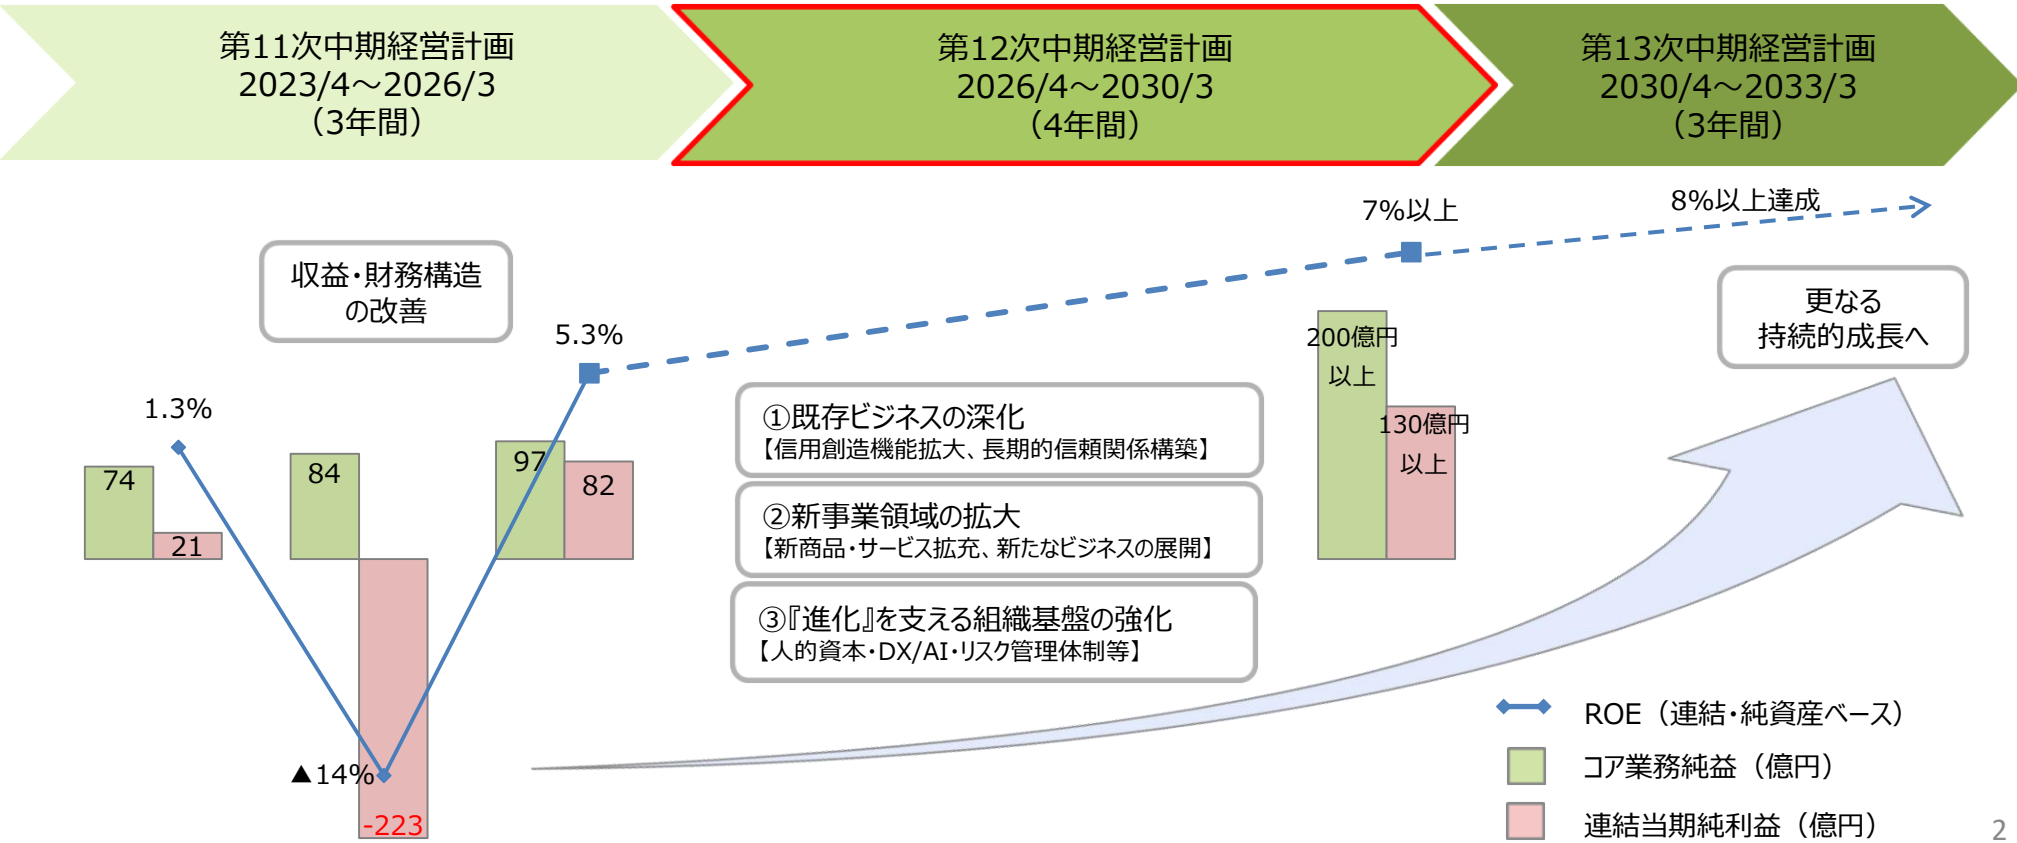 第11次中期経営計画
2023/4～2026/3
（3年間）
第12次中期経営計画
2026/4～2030/3
（4年間）
第13次中期経営計画
2030/4～2033/3
（3年間）
7%以上
8%以上達成
収益・財務構造
の改善
更なる
持続的成長へ
5.3%
1.3%
▲14%
74
21
84
-223
97
82
200億円
以上
130億円
以上
①既存ビジネスの深化
【信用創造機能拡大、長期的信頼関係構築】
②新事業領域の拡大
【新商品・サービス拡充、新たなビジネスの展開】
③『進化』を支える組織基盤の強化
【人的資本・DX/AI・リスク管理体制等】
ROE（連結・純資産ベース）
コア業務純益（億円）
連結当期純利益（億円）
2